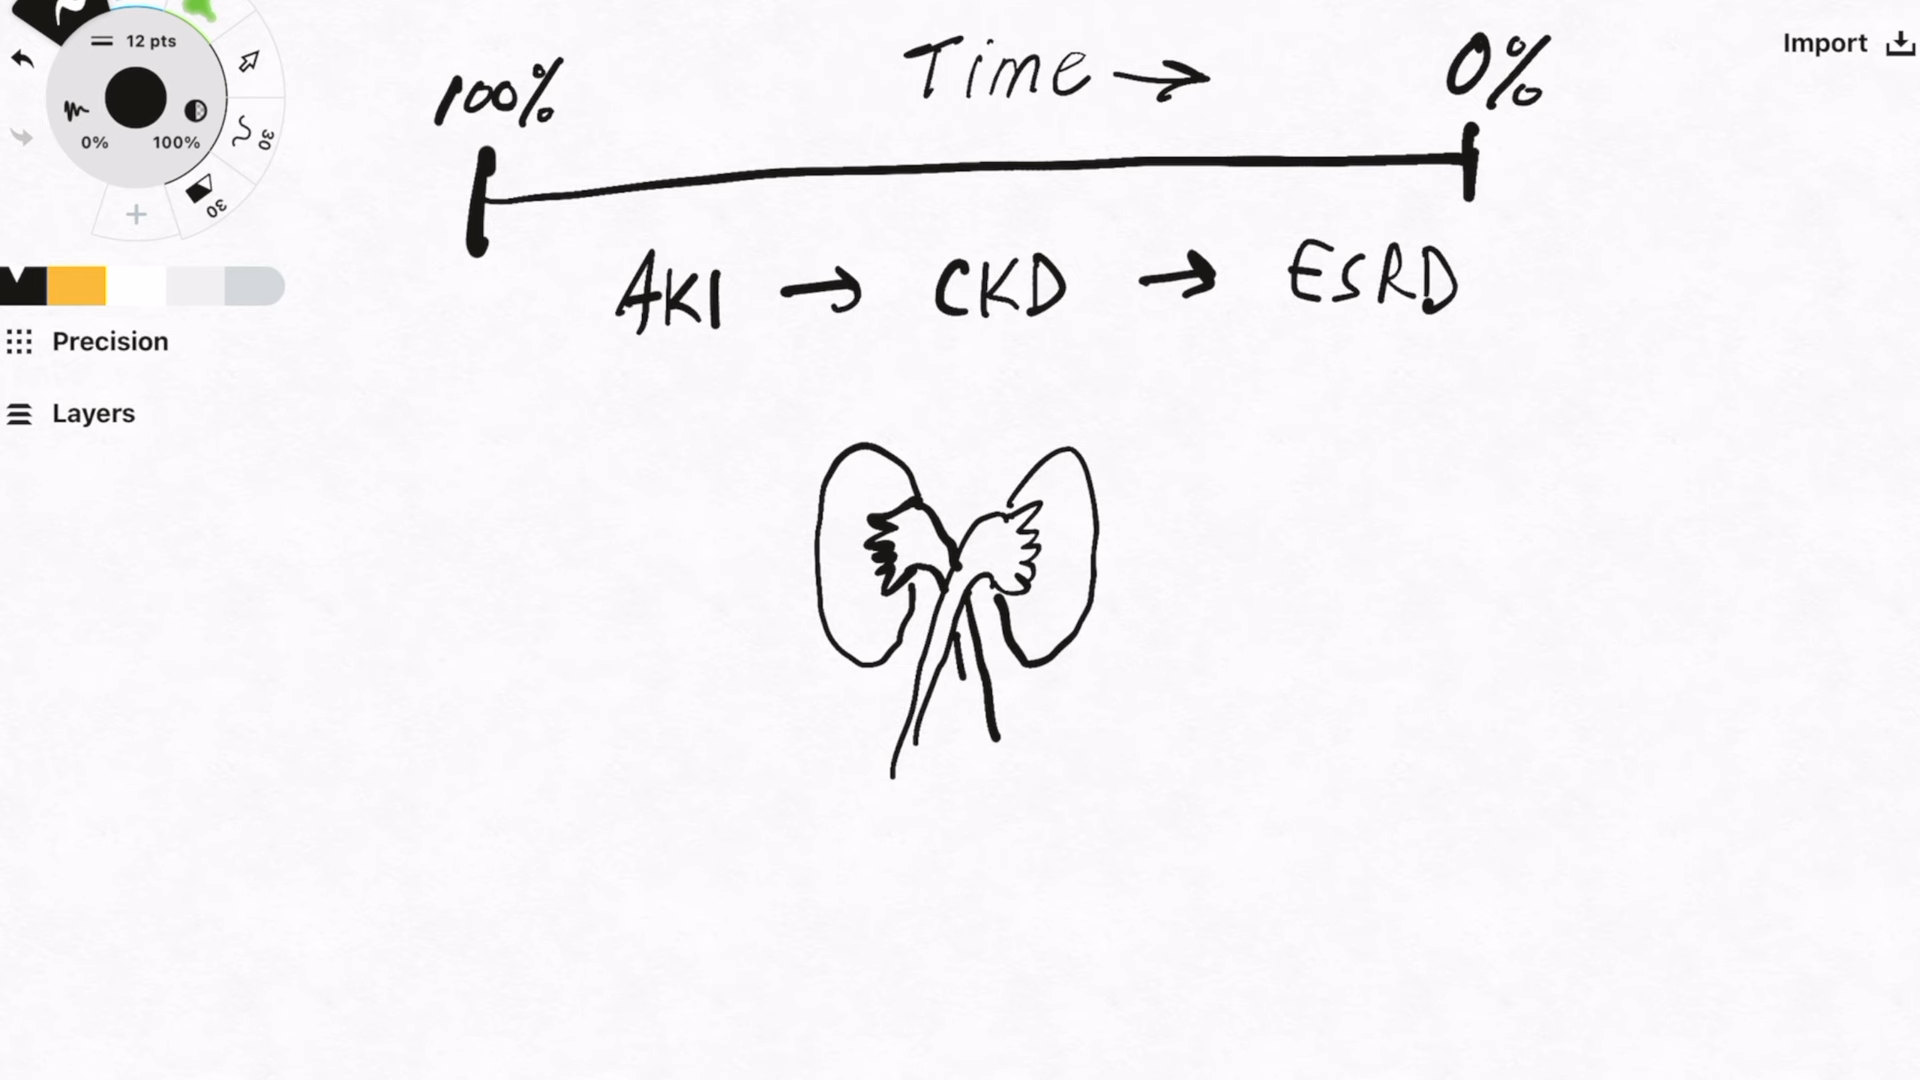 12 pts
0% 100%
30
30
Import
Precision
Layers
100% Time → 0%
AKI → CKD → ESRD